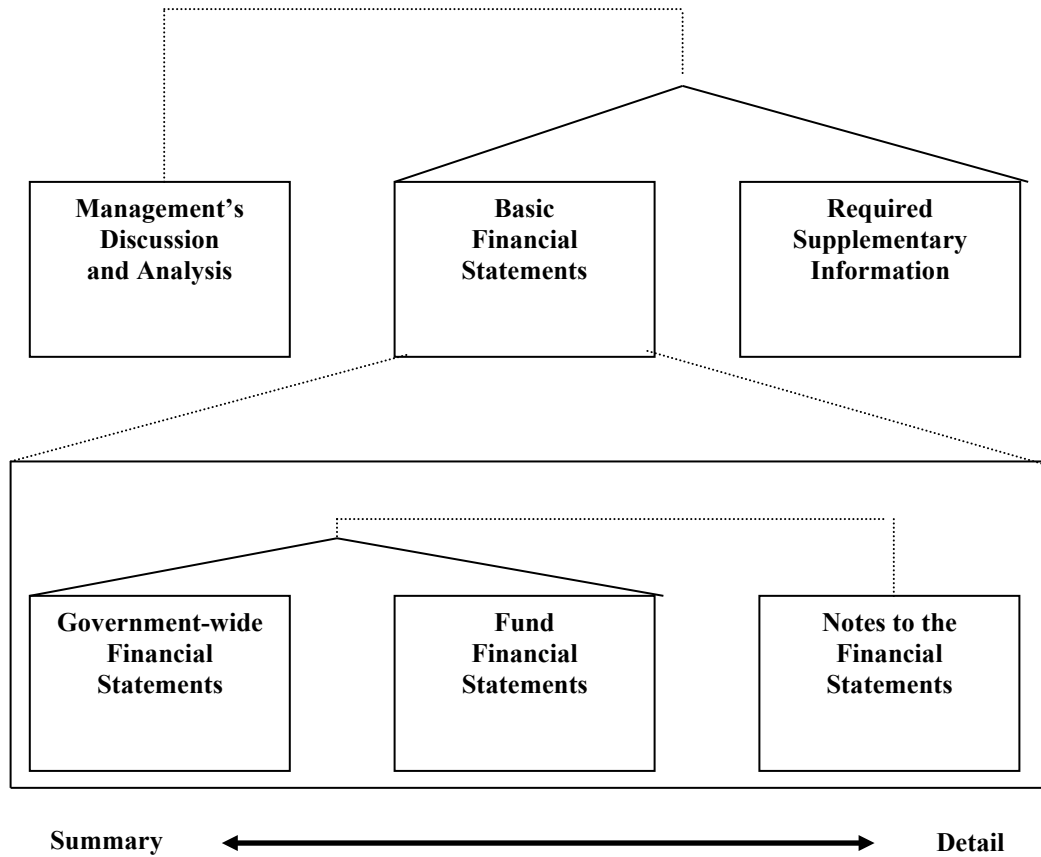 Management’s
Discussion
and Analysis
Basic
Financial
Statements
Required
Supplementary
Information
Government-wide
Financial
Statements
Fund
Financial
Statements
Notes to the
Financial
Statements
Summary
Detail